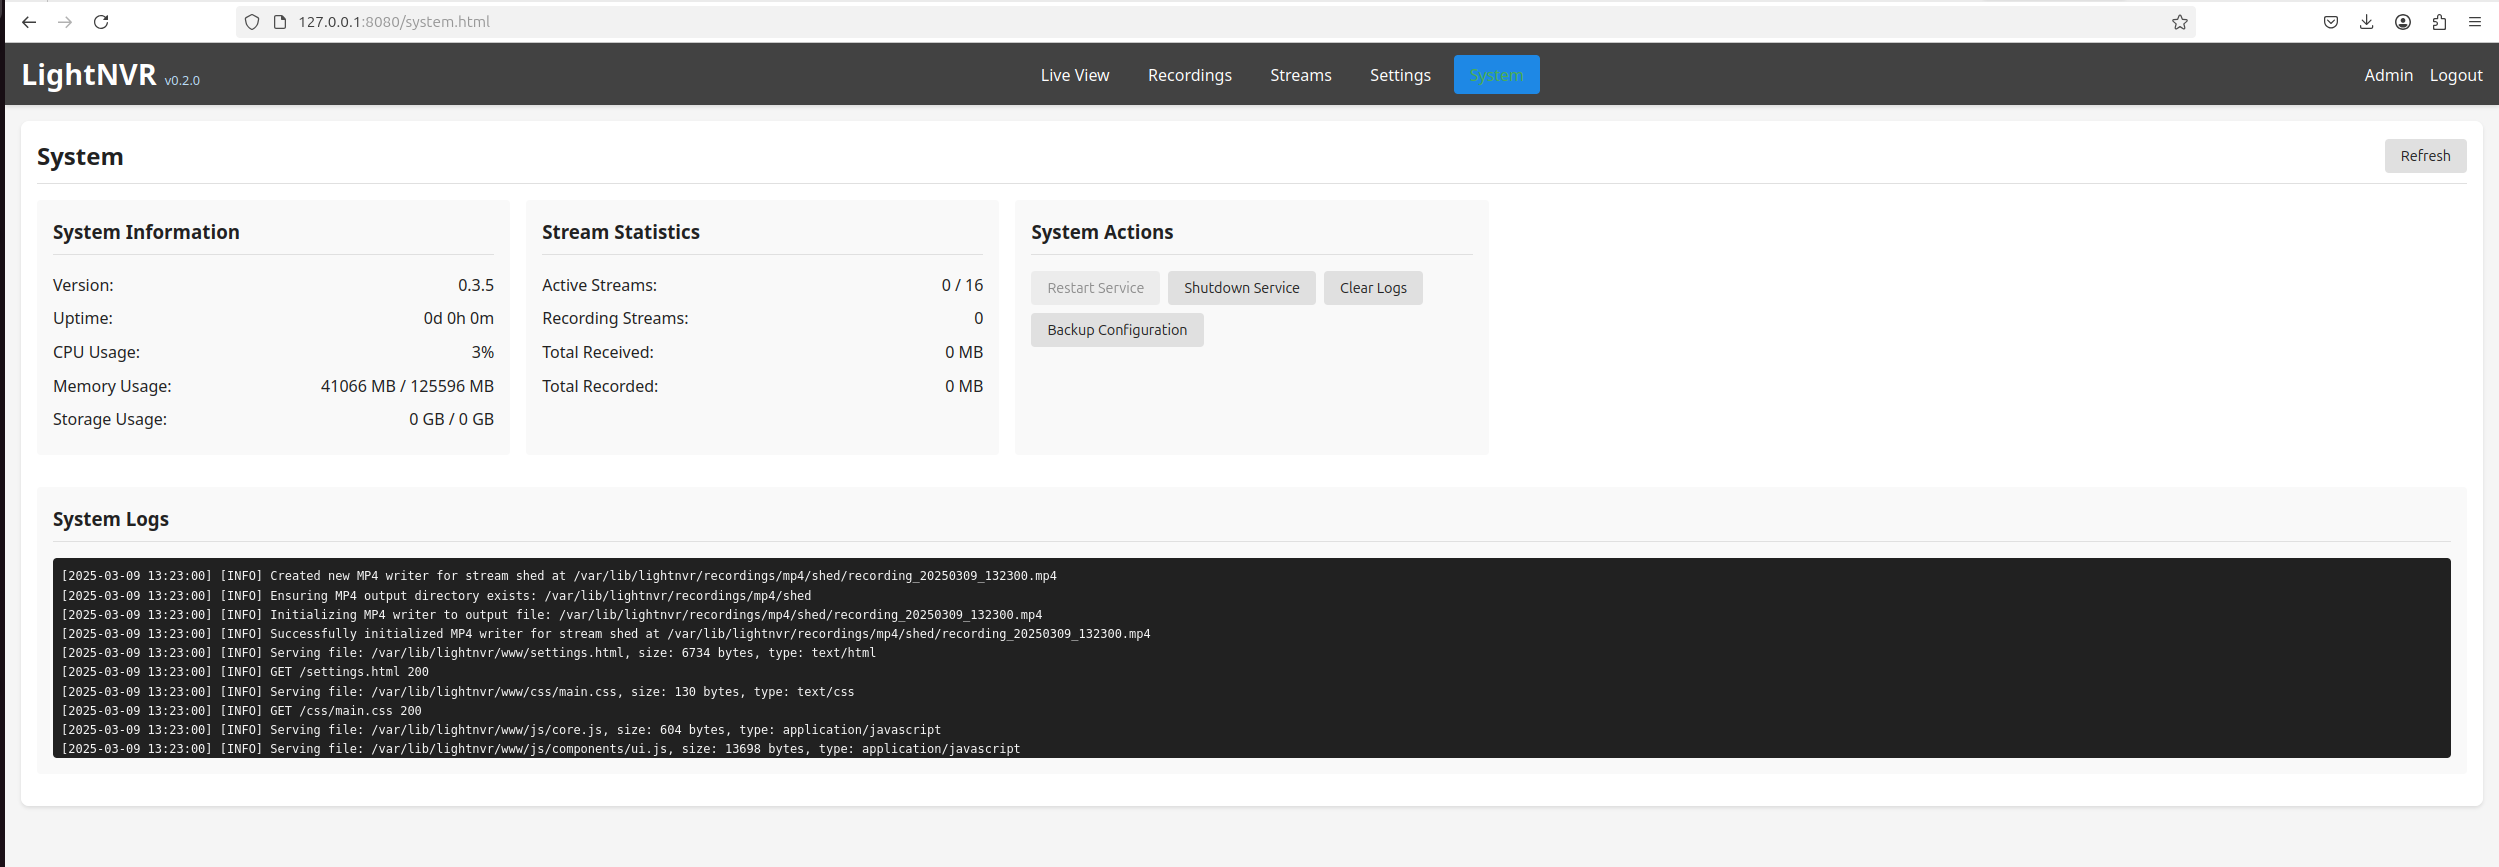 127.0.0.1:8080/system.html
LightNVR v0.2.0
Live View
Recordings
Streams
Settings
System
Admin
Logout
System
Refresh
System Information
Version: 0.3.5
Uptime: 0d 0h 0m
CPU Usage: 3%
Memory Usage: 41066 MB / 125596 MB
Storage Usage: 0 GB / 0 GB
Stream Statistics
Active Streams: 0 / 16
Recording Streams: 0
Total Received: 0 MB
Total Recorded: 0 MB
System Actions
Restart Service
Shutdown Service
Clear Logs
Backup Configuration
System Logs
[2025-03-09 13:23:00] [INFO] Created new MP4 writer for stream shed at /var/lib/lightnvr/recordings/mp4/shed/recording_20250309_132300.mp4
[2025-03-09 13:23:00] [INFO] Ensuring MP4 output directory exists: /var/lib/lightnvr/recordings/mp4/shed
[2025-03-09 13:23:00] [INFO] Initializing MP4 writer to output file: /var/lib/lightnvr/recordings/mp4/shed/recording_20250309_132300.mp4
[2025-03-09 13:23:00] [INFO] Successfully initialized MP4 writer for stream shed at /var/lib/lightnvr/recordings/mp4/shed/recording_20250309_132300.mp4
[2025-03-09 13:23:00] [INFO] Serving file: /var/lib/lightnvr/www/settings.html, size: 6734 bytes, type: text/html
[2025-03-09 13:23:00] [INFO] GET /settings.html 200
[2025-03-09 13:23:00] [INFO] Serving file: /var/lib/lightnvr/www/css/main.css, size: 130 bytes, type: text/css
[2025-03-09 13:23:00] [INFO] GET /css/main.css 200
[2025-03-09 13:23:00] [INFO] Serving file: /var/lib/lightnvr/www/js/core.js, size: 604 bytes, type: application/javascript
[2025-03-09 13:23:00] [INFO] Serving file: /var/lib/lightnvr/www/js/components/ui.js, size: 13698 bytes, type: application/javascript